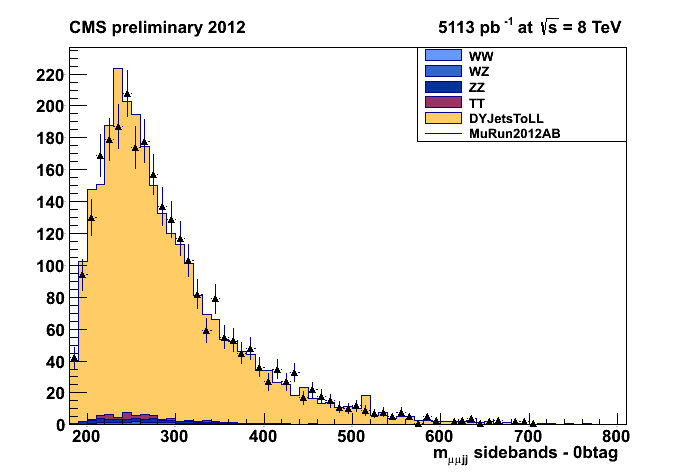 CMS preliminary 2012
5113 pb⁻¹ at √s = 8 TeV
WW
WZ
ZZ
TT
DYJetsToLL
MuRun2012AB
220
200
180
160
140
120
100
80
60
40
20
0
200 300 400 500 600 700 800
m_μμjj sidebands - 0btag